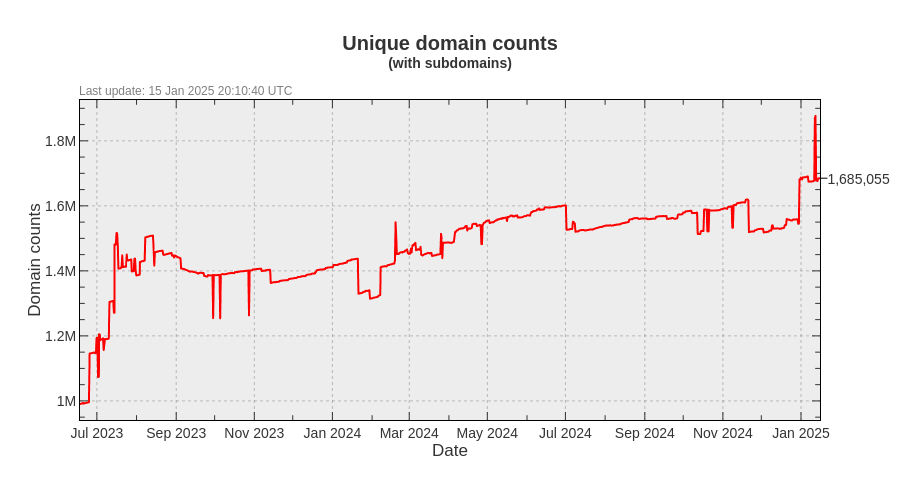 Unique domain counts
(with subdomains)
Last update: 15 Jan 2025 20:10:40 UTC
1.8M
1,685,055
1.6M
1.4M
1.2M
1M
Domain counts
Jul 2023 Sep 2023 Nov 2023 Jan 2024 Mar 2024 May 2024 Jul 2024 Sep 2024 Nov 2024 Jan 2025
Date